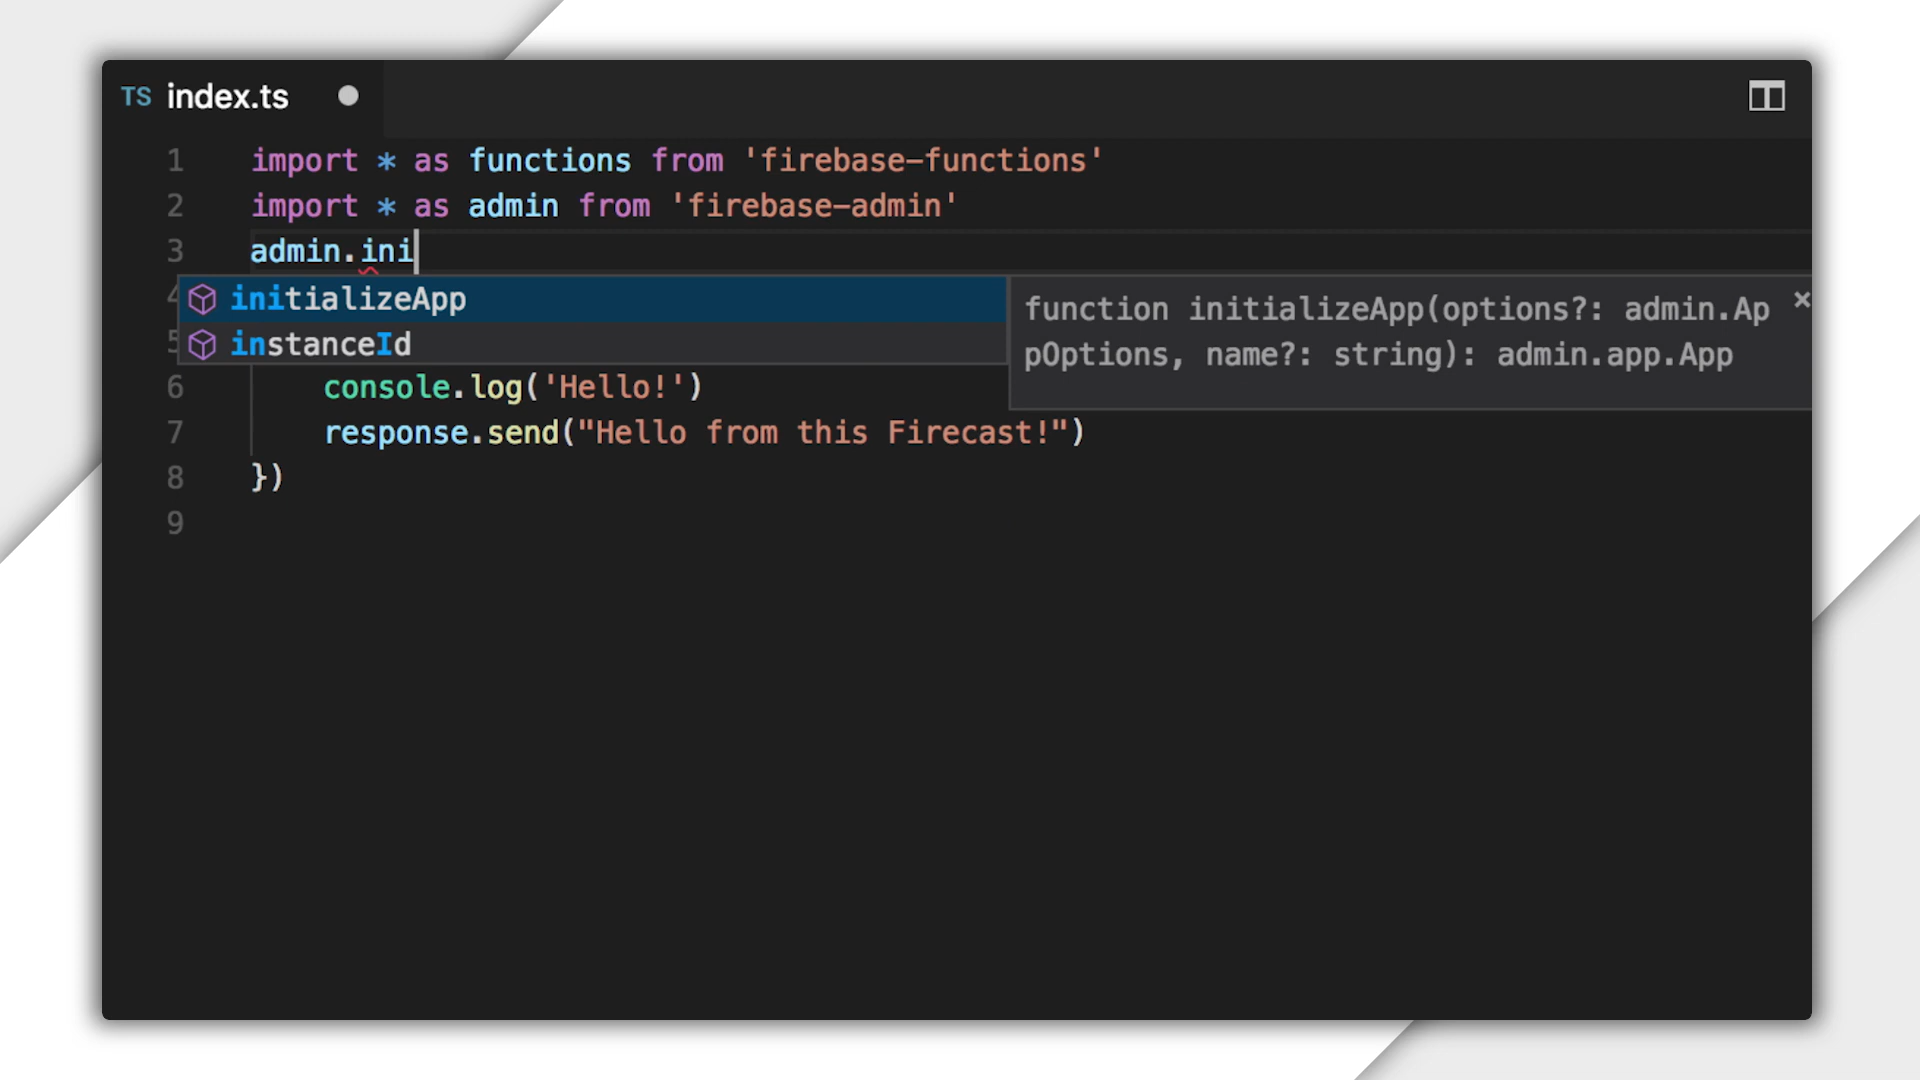 TS index.ts
1 import * as functions from 'firebase-functions'
2 import * as admin from 'firebase-admin'
3 admin.ini
4 initializeApp
5 instanceId
function initializeApp(options?: admin.Ap
pOptions, name?: string): admin.app.App
6 console.log('Hello!')
7 response.send("Hello from this Firecast!")
8 })
9